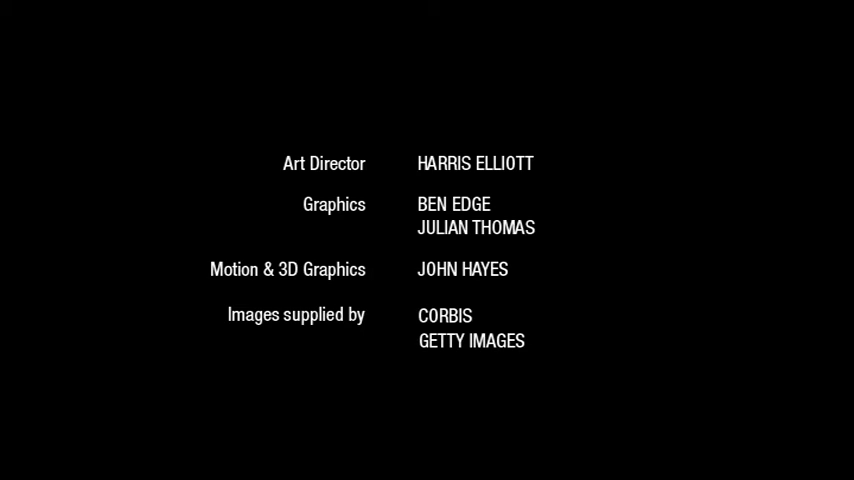 Art Director HARRIS ELLIOTT
Graphics BEN EDGE
JULIAN THOMAS
Motion & 3D Graphics JOHN HAYES
Images supplied by CORBIS
GETTY IMAGES